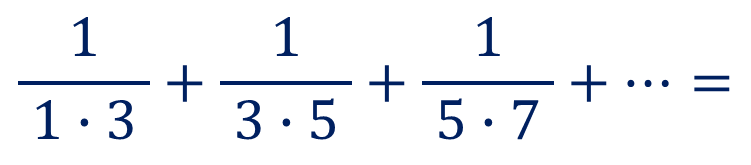 1/(1 · 3) + 1/(3 · 5) + 1/(5 · 7) + ⋯ =